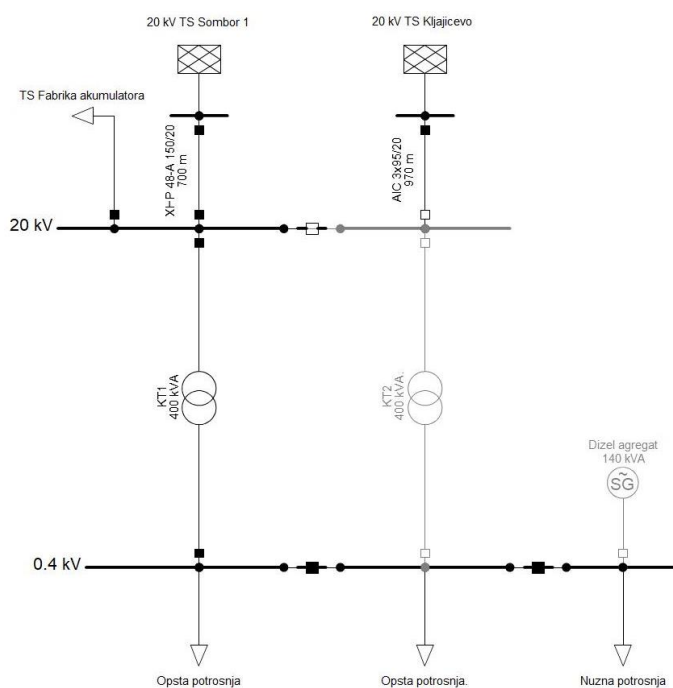 20 kV TS Sombor 1
20 kV TS Kljajicevo
TS Fabrika akumulatora
XHP 48-A 150/20
700 m
AlC 3x95/20
970 m
20 kV
KT1
400 kVA
KT2
400 kVA.
Dizel agregat
140 kVA
~
SG
0.4 kV
Opsta potrosnja
Opsta potrosnja.
Nuzna potrosnja